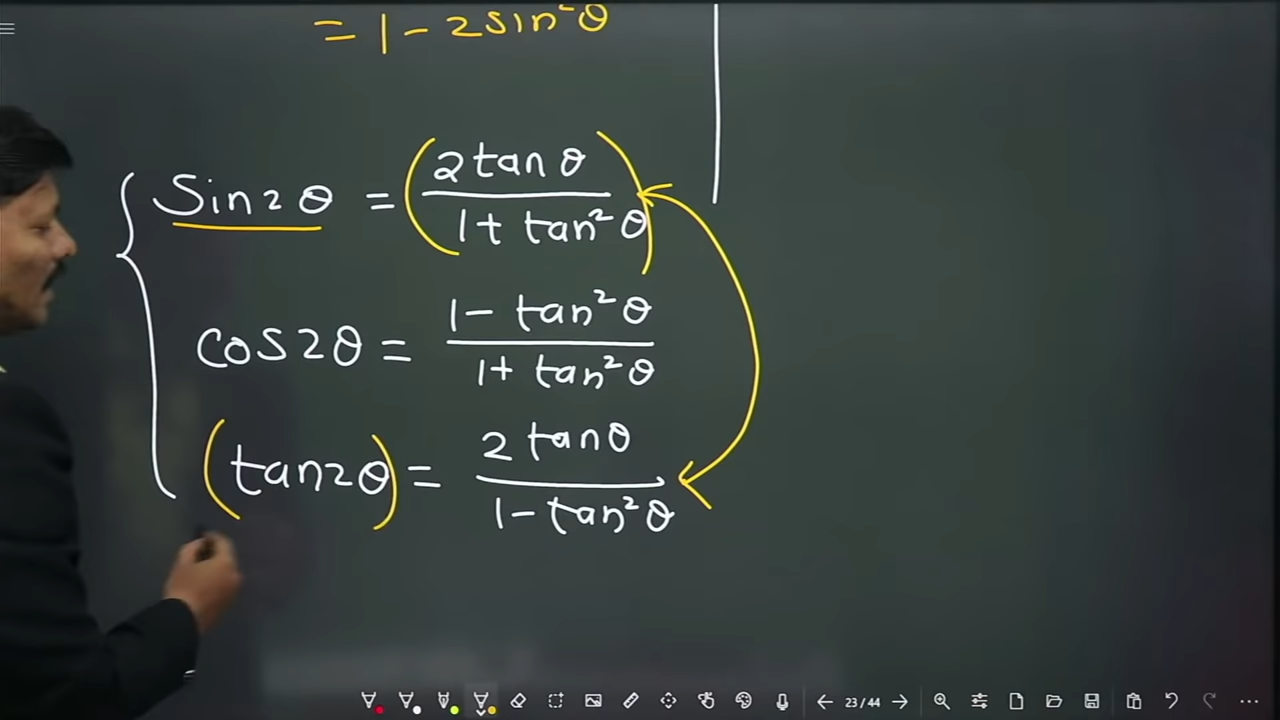 = 1 - 2sin²θ
Sin2θ = (2tanθ / 1 + tan²θ)
cos2θ = 1 - tan²θ / 1 + tan²θ
(tan2θ) = 2tanθ / 1 - tan²θ
23/44